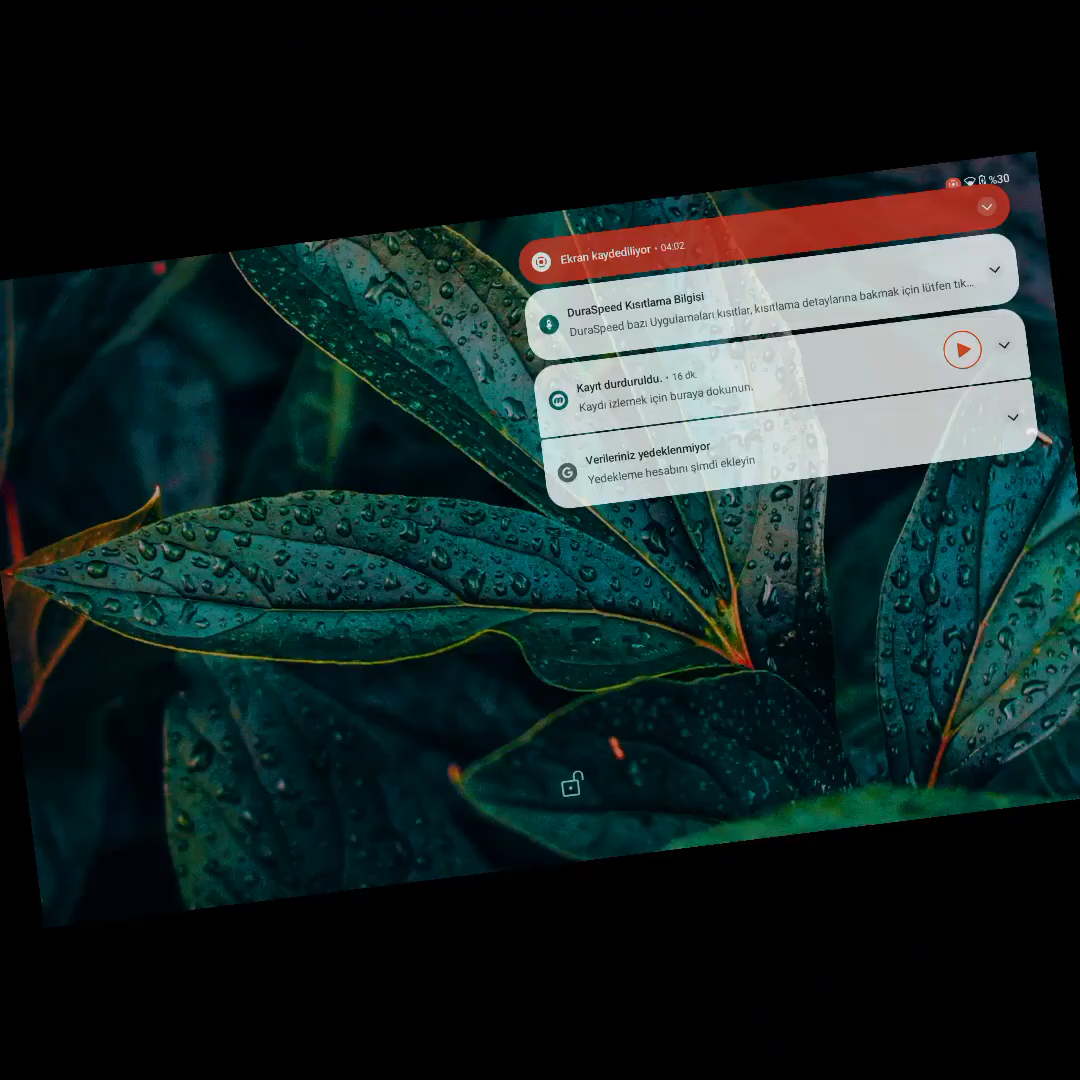 %30
Ekran kaydediliyor • 04:02
DuraSpeed Kısıtlama Bilgisi
DuraSpeed bazı Uygulamaları kısıtlar, kısıtlama detaylarına bakmak için lütfen tık...
Kayıt durduruldu. • 16 dk.
Kaydı izlemek için buraya dokunun.
Verileriniz yedeklenmiyor
Yedekleme hesabını şimdi ekleyin